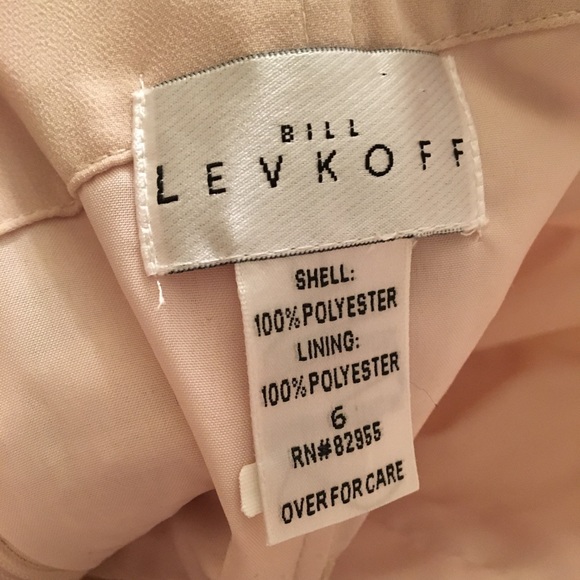 BILL
LEVKOFF
SHELL:
100%POLYESTER
LINING:
100%POLYESTER
6
RN#82955
OVER FOR CARE